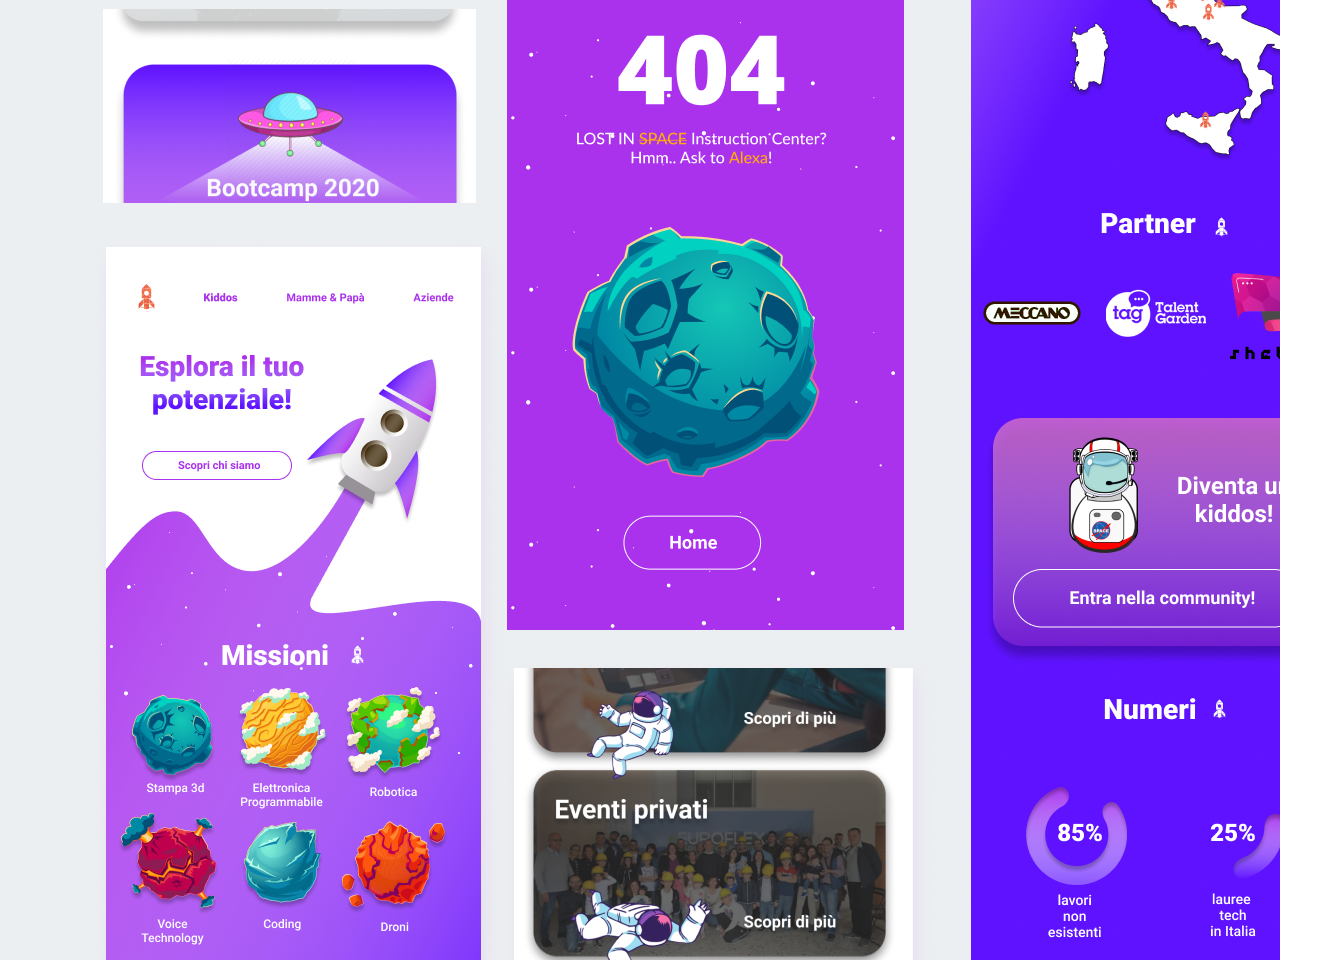 Bootcamp 2020
Kiddos
Mamme & Papà
Aziende
Esplora il tuo
potenziale!
Scopri chi siamo
Missioni
Stampa 3d
Elettronica
Programmabile
Robotica
Voice
Technology
Coding
Droni
404
LOST IN SPACE Instruction Center?
Hmm.. Ask to Alexa!
Home
Scopri di più
Eventi privati
EUROFLEX
Scopri di più
Partner
MECCANO
tag
Talent
Garden
Diventa un
kiddos!
SPACE
Entra nella community!
Numeri
85%
lavori
non
esistenti
25%
lauree
tech
in Italia